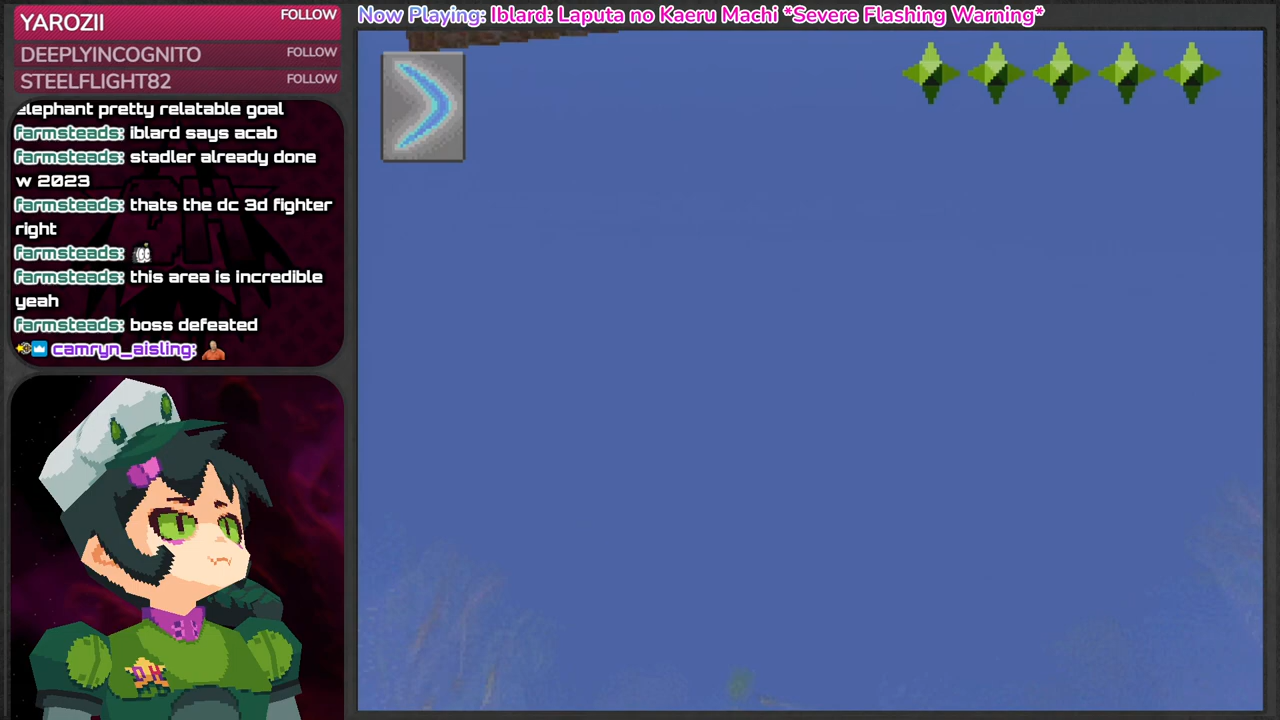 YAROZII FOLLOW
DEEPLYINCOGNITO FOLLOW
STEELFLIGHT82 FOLLOW
elephant pretty relatable goal
farmsteads: iblard says acab
farmsteads: stadler already done
w 2023
farmsteads: thats the dc 3d fighter
right
farmsteads:
farmsteads: this area is incredible
yeah
farmsteads: boss defeated
camryn_aisling:
Now Playing: Iblard: Laputa no Kaeru Machi *Severe Flashing Warning*